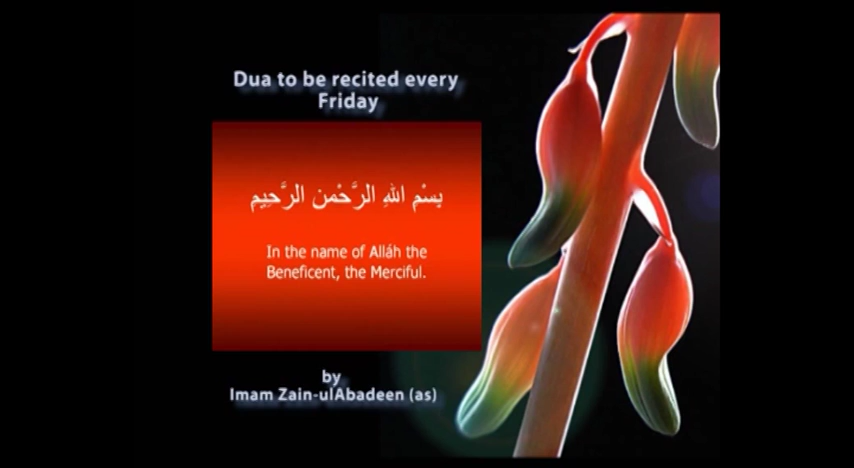 Dua to be recited every
Friday
بِسْمِ اللهِ الرَّحْمنِ الرَّحِيمِ
In the name of Alláh the
Beneficent, the Merciful.
by
Imam Zain-ulAbadeen (as)